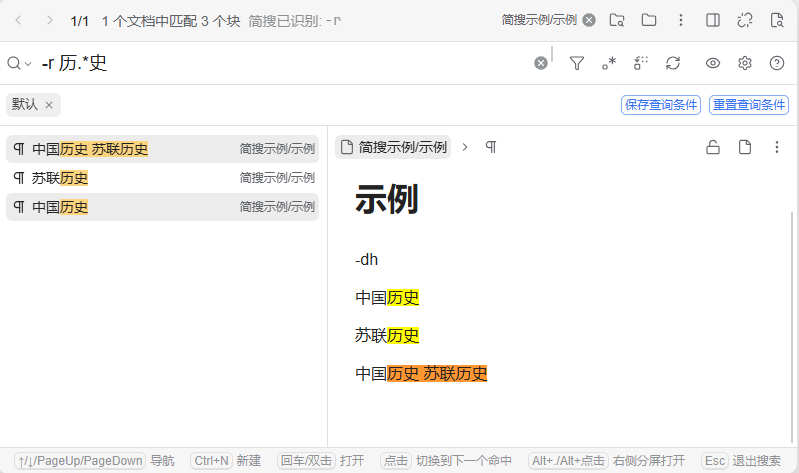 1/1 1 个文档中匹配 3 个块 简搜已识别: -r 简搜示例/示例
-r 历.*史
默认 保存查询条件 重置查询条件
中国历史 苏联历史 简搜示例/示例
苏联历史 简搜示例/示例
中国历史 简搜示例/示例
简搜示例/示例
示例
-dh
中国历史
苏联历史
中国历史 苏联历史
↑/↓/PageUp/PageDown 导航 Ctrl+N 新建 回车/双击 打开 点击 切换到下一个命中 Alt+./Alt+点击 右侧分屏打开 Esc 退出搜索